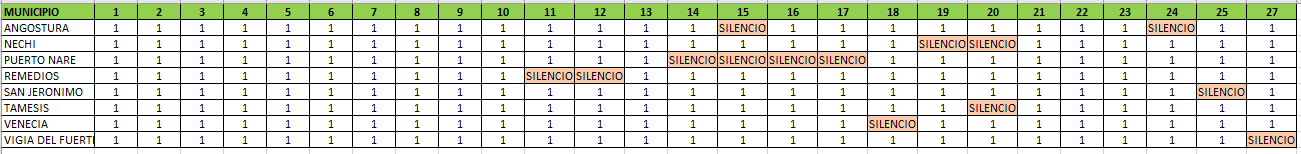 MUNICIPIO 1 2 3 4 5 6 7 8 9 10 11 12 13 14 15 16 17 18 19 20 21 22 23 24 25 27
ANGOSTURA 1 1 1 1 1 1 1 1 1 1 1 1 1 1 SILENCIO 1 1 1 1 1 1 1 1 SILENCIO 1 1
NECHI 1 1 1 1 1 1 1 1 1 1 1 1 1 1 1 1 1 1 SILENCIO SILENCIO 1 1 1 1 1 1
PUERTO NARE 1 1 1 1 1 1 1 1 1 1 1 1 1 SILENCIO SILENCIO SILENCIO SILENCIO 1 1 1 1 1 1 1 1 1
REMEDIOS 1 1 1 1 1 1 1 1 1 1 SILENCIO SILENCIO 1 1 1 1 1 1 1 1 1 1 1 1 1 1
SAN JERONIMO 1 1 1 1 1 1 1 1 1 1 1 1 1 1 1 1 1 1 1 1 1 1 1 1 SILENCIO 1
TAMESIS 1 1 1 1 1 1 1 1 1 1 1 1 1 1 1 1 1 1 1 SILENCIO 1 1 1 1 1 1
VENECIA 1 1 1 1 1 1 1 1 1 1 1 1 1 1 1 1 1 SILENCIO 1 1 1 1 1 1 1 1
VIGIA DEL FUERT 1 1 1 1 1 1 1 1 1 1 1 1 1 1 1 1 1 1 1 1 1 1 1 1 1 SILENCIO